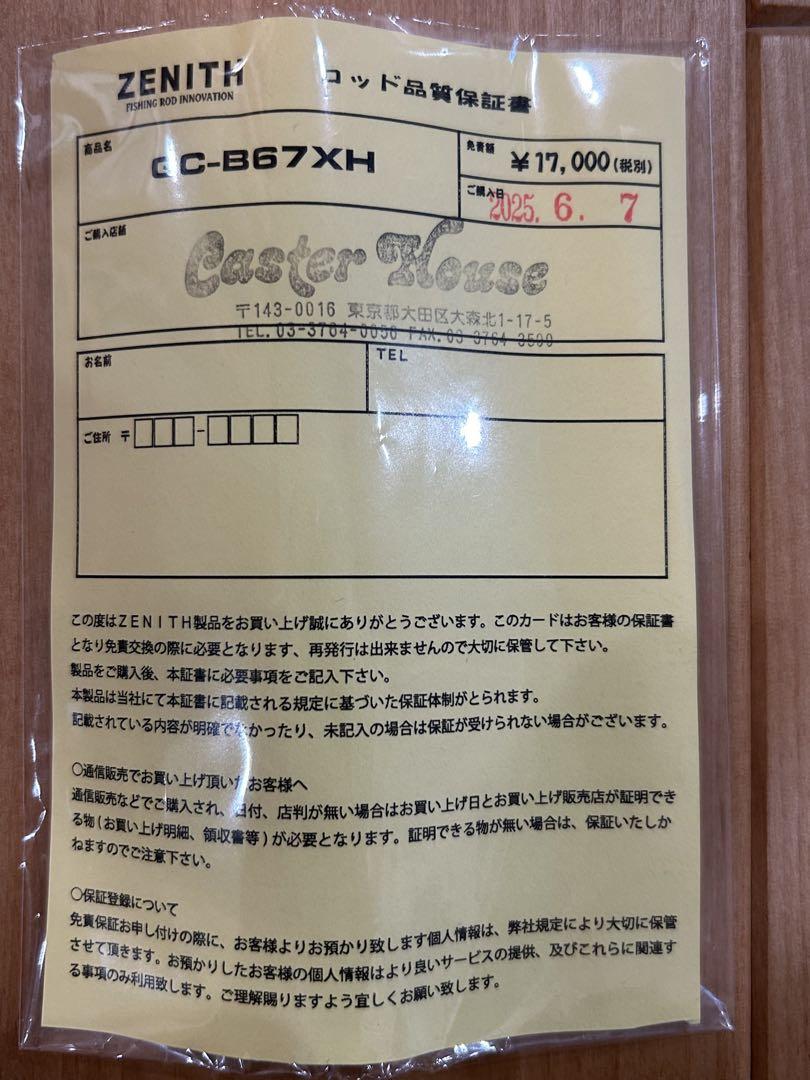 ZENITH
FISHING ROD INNOVATION
ロッド品質保証書
商品名
GC-B67XH
免責額
¥17,000(税別)
ご購入日
2025. 6. 7
ご購入店舗
Caster House
〒143-0016 東京都大田区大森北1-17-5
TEL.03-3764-0656 FAX.03-3764-3599
お名前
TEL
ご住所 〒 -
この度はZENITH製品をお買い上げ誠にありがとうございます。このカードはお客様の保証書
となり免責交換の際に必要となります、再発行は出来ませんので大切に保管して下さい。
製品をご購入後、本証書に必要事項をご記入下さい。
本製品は当社にて本証書に記載される規定に基づいた保証体制がとられます。
記載されている内容が明確でなかったり、未記入の場合は保証が受けられない場合がございます。
○通信販売でお買い上げ頂いたお客様へ
通信販売などでご購入され、日付、店判が無い場合はお買い上げ日とお買い上げ販売店が証明でき
る物(お買い上げ明細、領収書等)が必要となります。証明できる物が無い場合は、保証いたしか
ねますのでご注意下さい。
○保証登録について
免責保証お申し付けの際に、お客様よりお預かり致します個人情報は、弊社規定により大切に保管
させて頂きます。お預かりしたお客様の個人情報はより良いサービスの提供、及びこれらに関連す
る事項のみ利用致します。ご理解賜りますよう宜しくお願い致します。